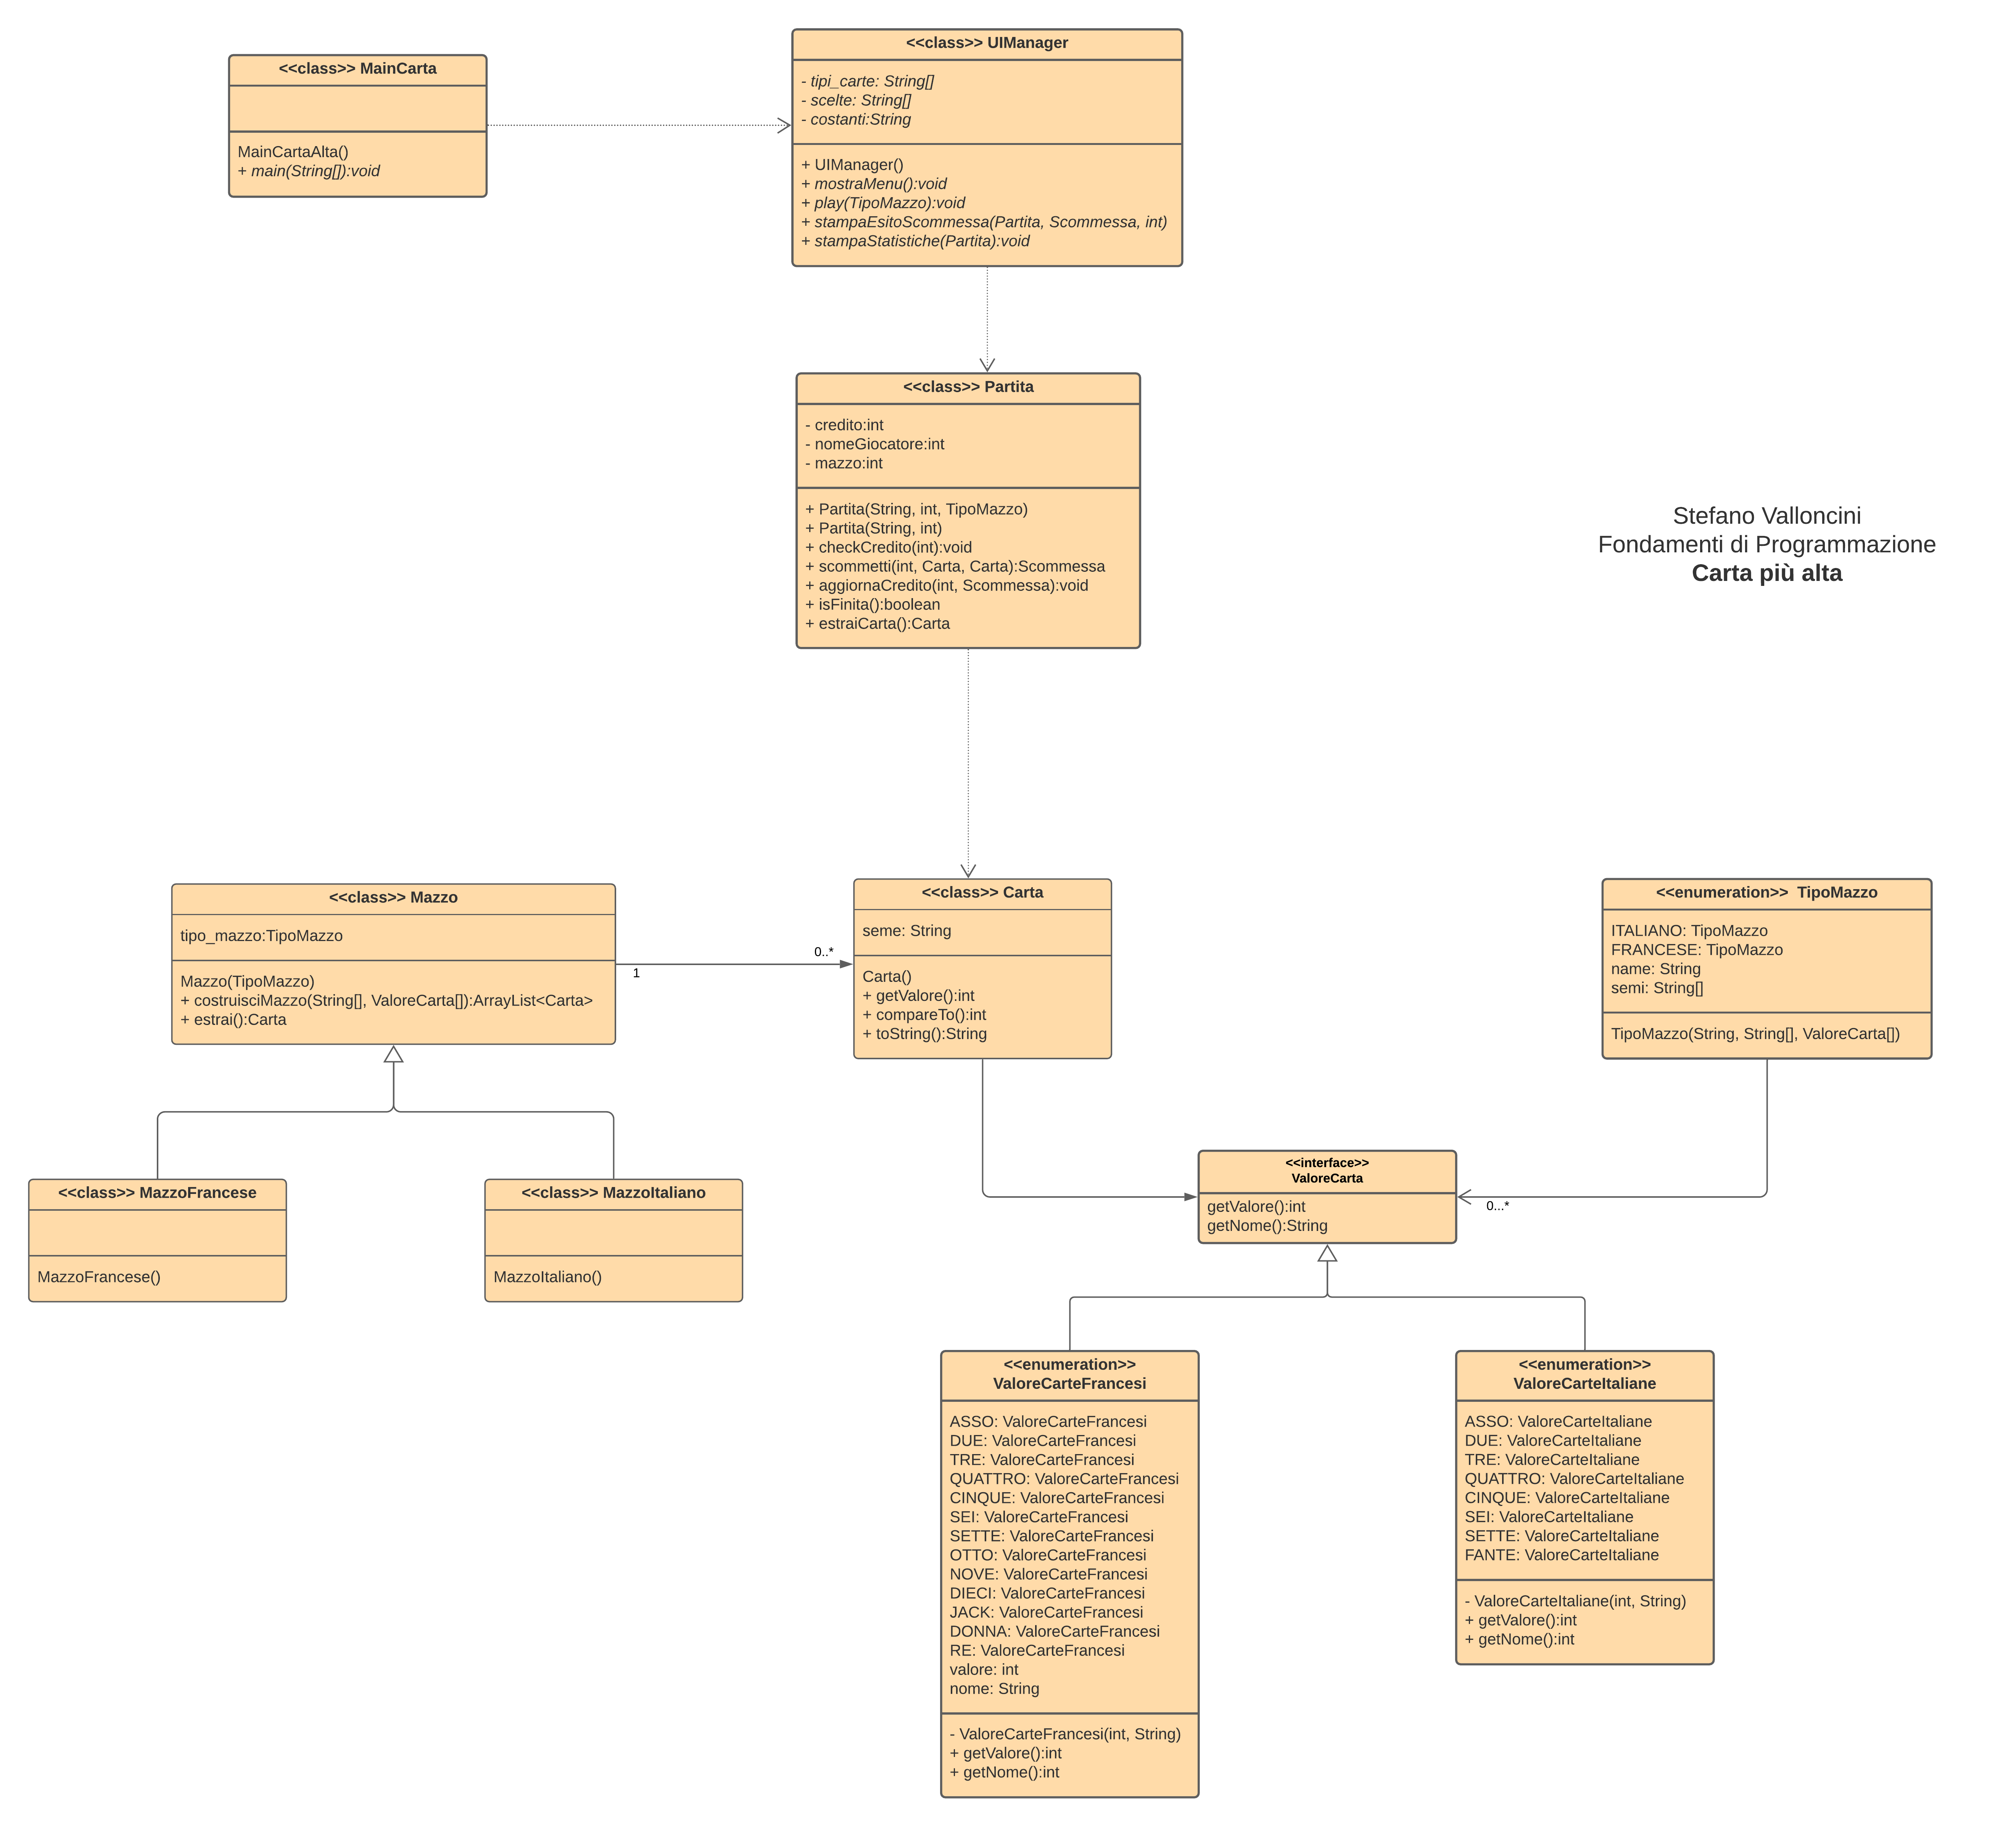 <<class>> MainCarta
MainCartaAlta()
+ main(String[]):void
<<class>> UIManager
- tipi_carte: String[]
- scelte: String[]
- costanti:String
+ UIManager()
+ mostraMenu():void
+ play(TipoMazzo):void
+ stampaEsitoScommessa(Partita, Scommessa, int)
+ stampaStatistiche(Partita):void
<<class>> Partita
- credito:int
- nomeGiocatore:int
- mazzo:int
+ Partita(String, int, TipoMazzo)
+ Partita(String, int)
+ checkCredito(int):void
+ scommetti(int, Carta, Carta):Scommessa
+ aggiornaCredito(int, Scommessa):void
+ isFinita():boolean
+ estraiCarta():Carta
Stefano Valloncini
Fondamenti di Programmazione
Carta più alta
<<class>> Mazzo
tipo_mazzo:TipoMazzo
Mazzo(TipoMazzo)
+ costruisciMazzo(String[], ValoreCarta[]):ArrayList<Carta>
+ estrai():Carta
1
0..*
<<class>> Carta
seme: String
Carta()
+ getValore():int
+ compareTo():int
+ toString():String
<<enumeration>>  TipoMazzo
ITALIANO: TipoMazzo
FRANCESE: TipoMazzo
name: String
semi: String[]
TipoMazzo(String, String[], ValoreCarta[])
<<class>> MazzoFrancese
MazzoFrancese()
<<class>> MazzoItaliano
MazzoItaliano()
<<interface>>
ValoreCarta
getValore():int
getNome():String
0...*
<<enumeration>>
ValoreCarteFrancesi
ASSO: ValoreCarteFrancesi
DUE: ValoreCarteFrancesi
TRE: ValoreCarteFrancesi
QUATTRO: ValoreCarteFrancesi
CINQUE: ValoreCarteFrancesi
SEI: ValoreCarteFrancesi
SETTE: ValoreCarteFrancesi
OTTO: ValoreCarteFrancesi
NOVE: ValoreCarteFrancesi
DIECI: ValoreCarteFrancesi
JACK: ValoreCarteFrancesi
DONNA: ValoreCarteFrancesi
RE: ValoreCarteFrancesi
valore: int
nome: String
- ValoreCarteFrancesi(int, String)
+ getValore():int
+ getNome():int
<<enumeration>>
ValoreCarteItaliane
ASSO: ValoreCarteItaliane
DUE: ValoreCarteItaliane
TRE: ValoreCarteItaliane
QUATTRO: ValoreCarteItaliane
CINQUE: ValoreCarteItaliane
SEI: ValoreCarteItaliane
SETTE: ValoreCarteItaliane
FANTE: ValoreCarteItaliane
- ValoreCarteItaliane(int, String)
+ getValore():int
+ getNome():int